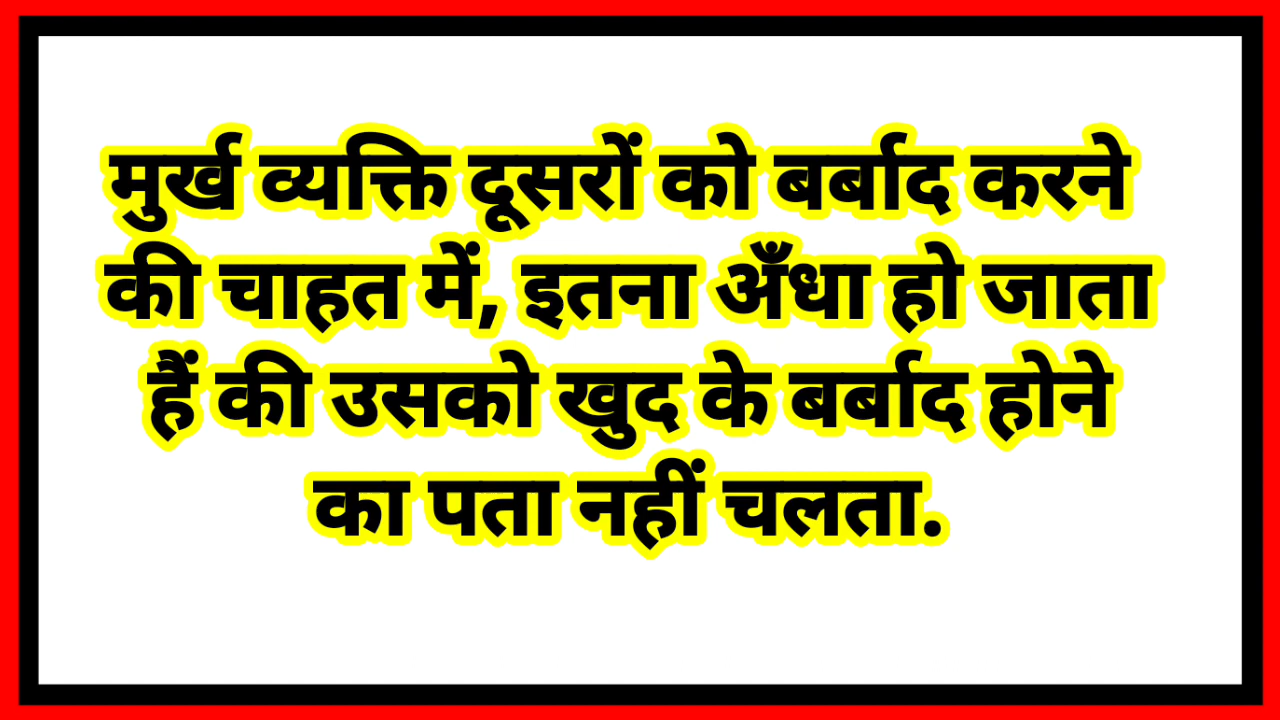 मुर्ख व्यक्ति दूसरों को बर्बाद करने
की चाहत में, इतना अँधा हो जाता
हैं की उसको खुद के बर्बाद होने
का पता नहीं चलता.